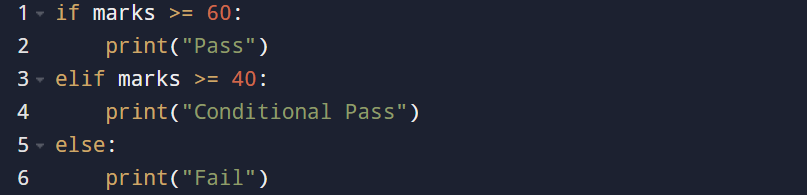 1 if marks >= 60:
2     print("Pass")
3 elif marks >= 40:
4     print("Conditional Pass")
5 else:
6     print("Fail")